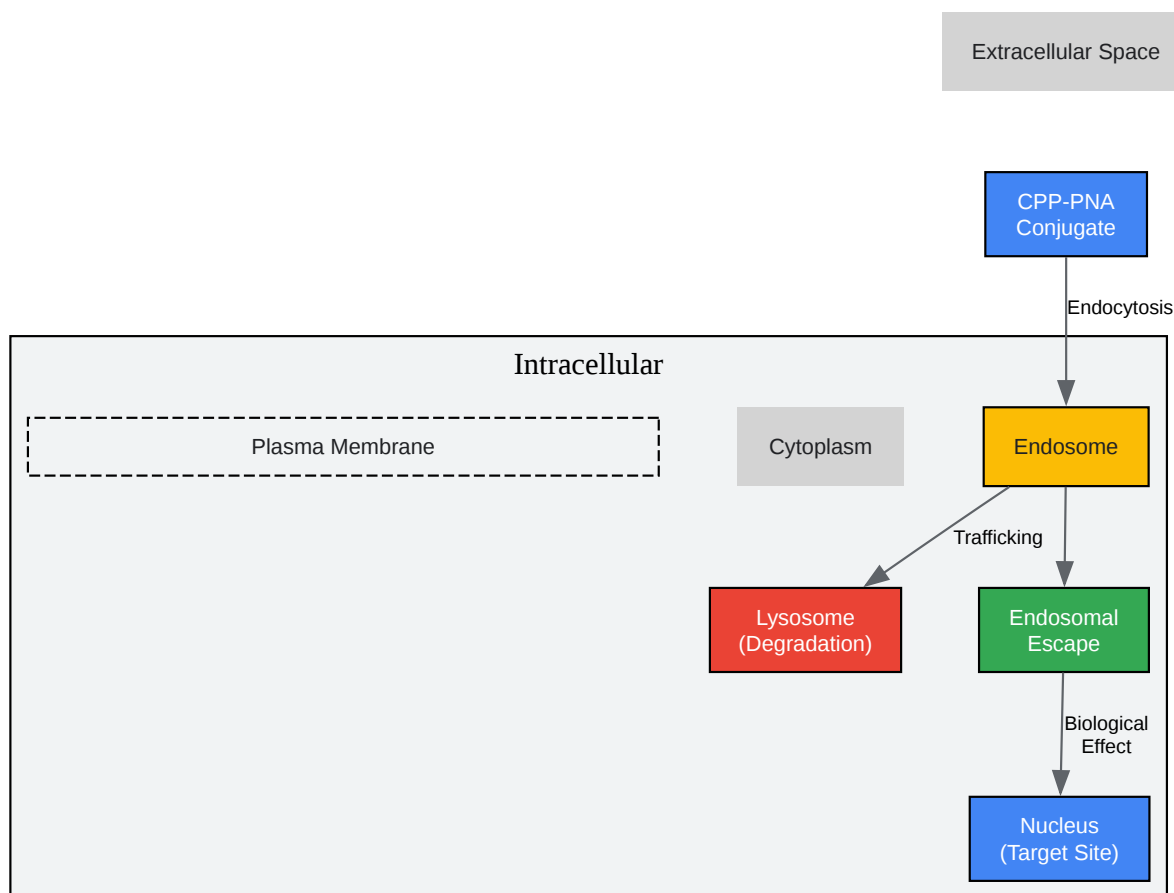 Extracellular Space
CPP-PNA
Conjugate
Endocytosis
Intracellular
Plasma Membrane
Cytoplasm
Endosome
Trafficking
Lysosome
(Degradation)
Endosomal
Escape
Biological
Effect
Nucleus
(Target Site)